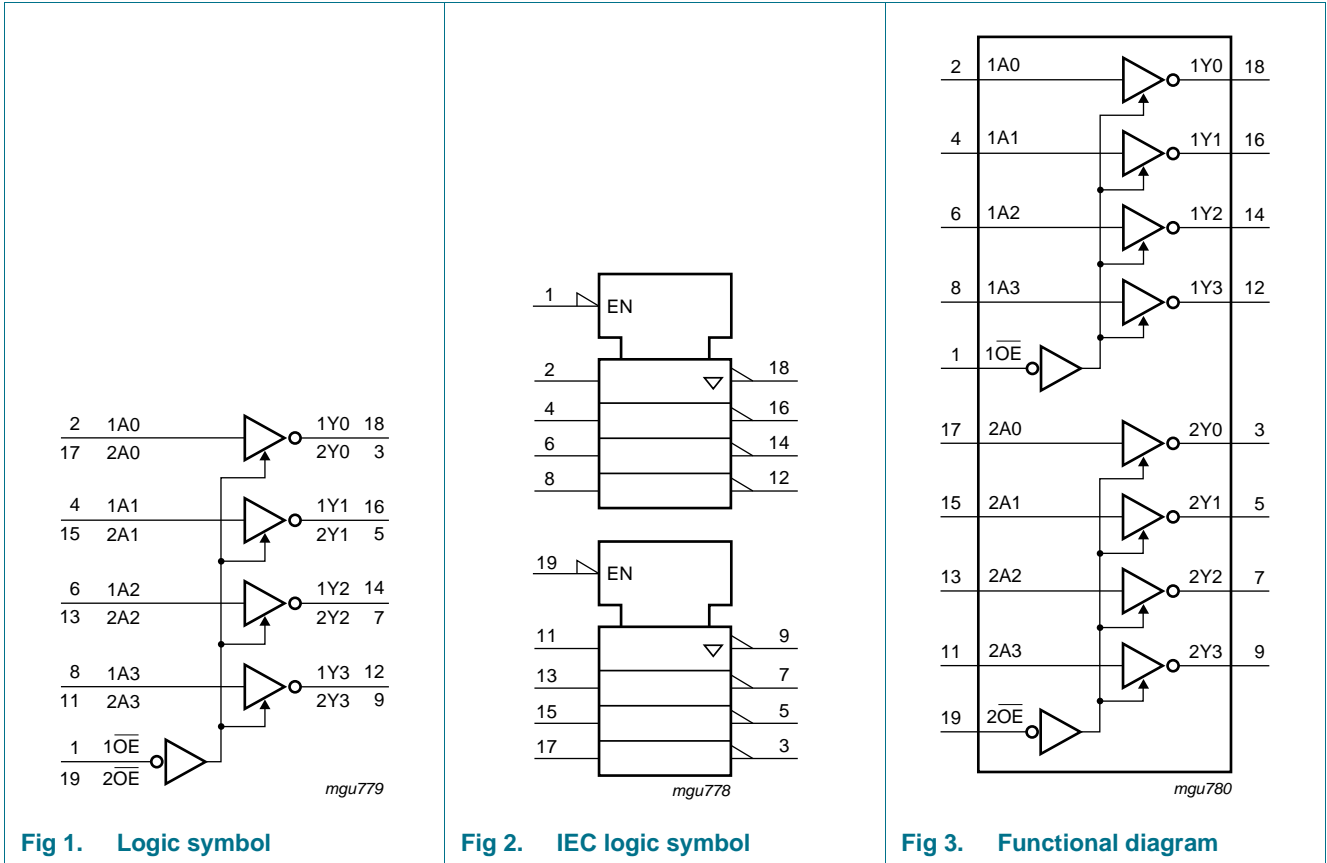 2 1A0 1Y0 18
17 2A0 2Y0 3
4 1A1 1Y1 16
15 2A1 2Y1 5
6 1A2 1Y2 14
13 2A2 2Y2 7
8 1A3 1Y3 12
11 2A3 2Y3 9
1 1O̅E̅
19 2O̅E̅
mgu779
Fig 1. Logic symbol
1 EN
2 18
4 16
6 14
8 12
19 EN
11 9
13 7
15 5
17 3
mgu778
Fig 2. IEC logic symbol
2 1A0 1Y0 18
4 1A1 1Y1 16
6 1A2 1Y2 14
8 1A3 1Y3 12
1 1O̅E̅
17 2A0 2Y0 3
15 2A1 2Y1 5
13 2A2 2Y2 7
11 2A3 2Y3 9
19 2O̅E̅
mgu780
Fig 3. Functional diagram